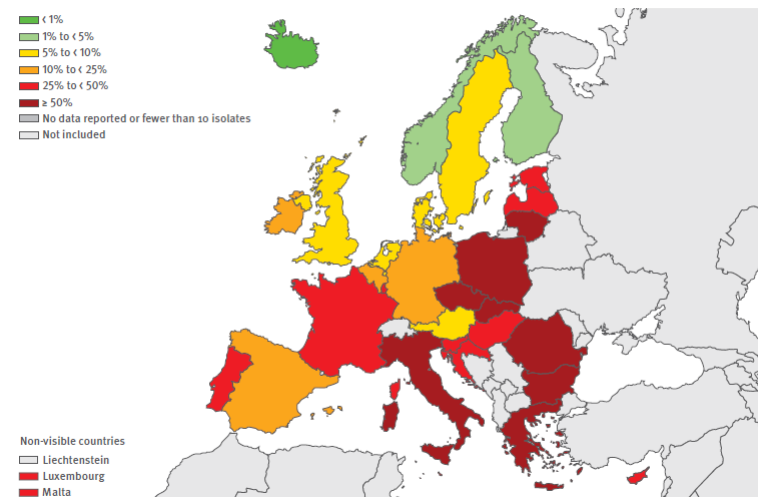 < 1%
1% to < 5%
5% to < 10%
10% to < 25%
25% to < 50%
≥ 50%
No data reported or fewer than 10 isolates
Not included
Non-visible countries
Liechtenstein
Luxembourg
Malta